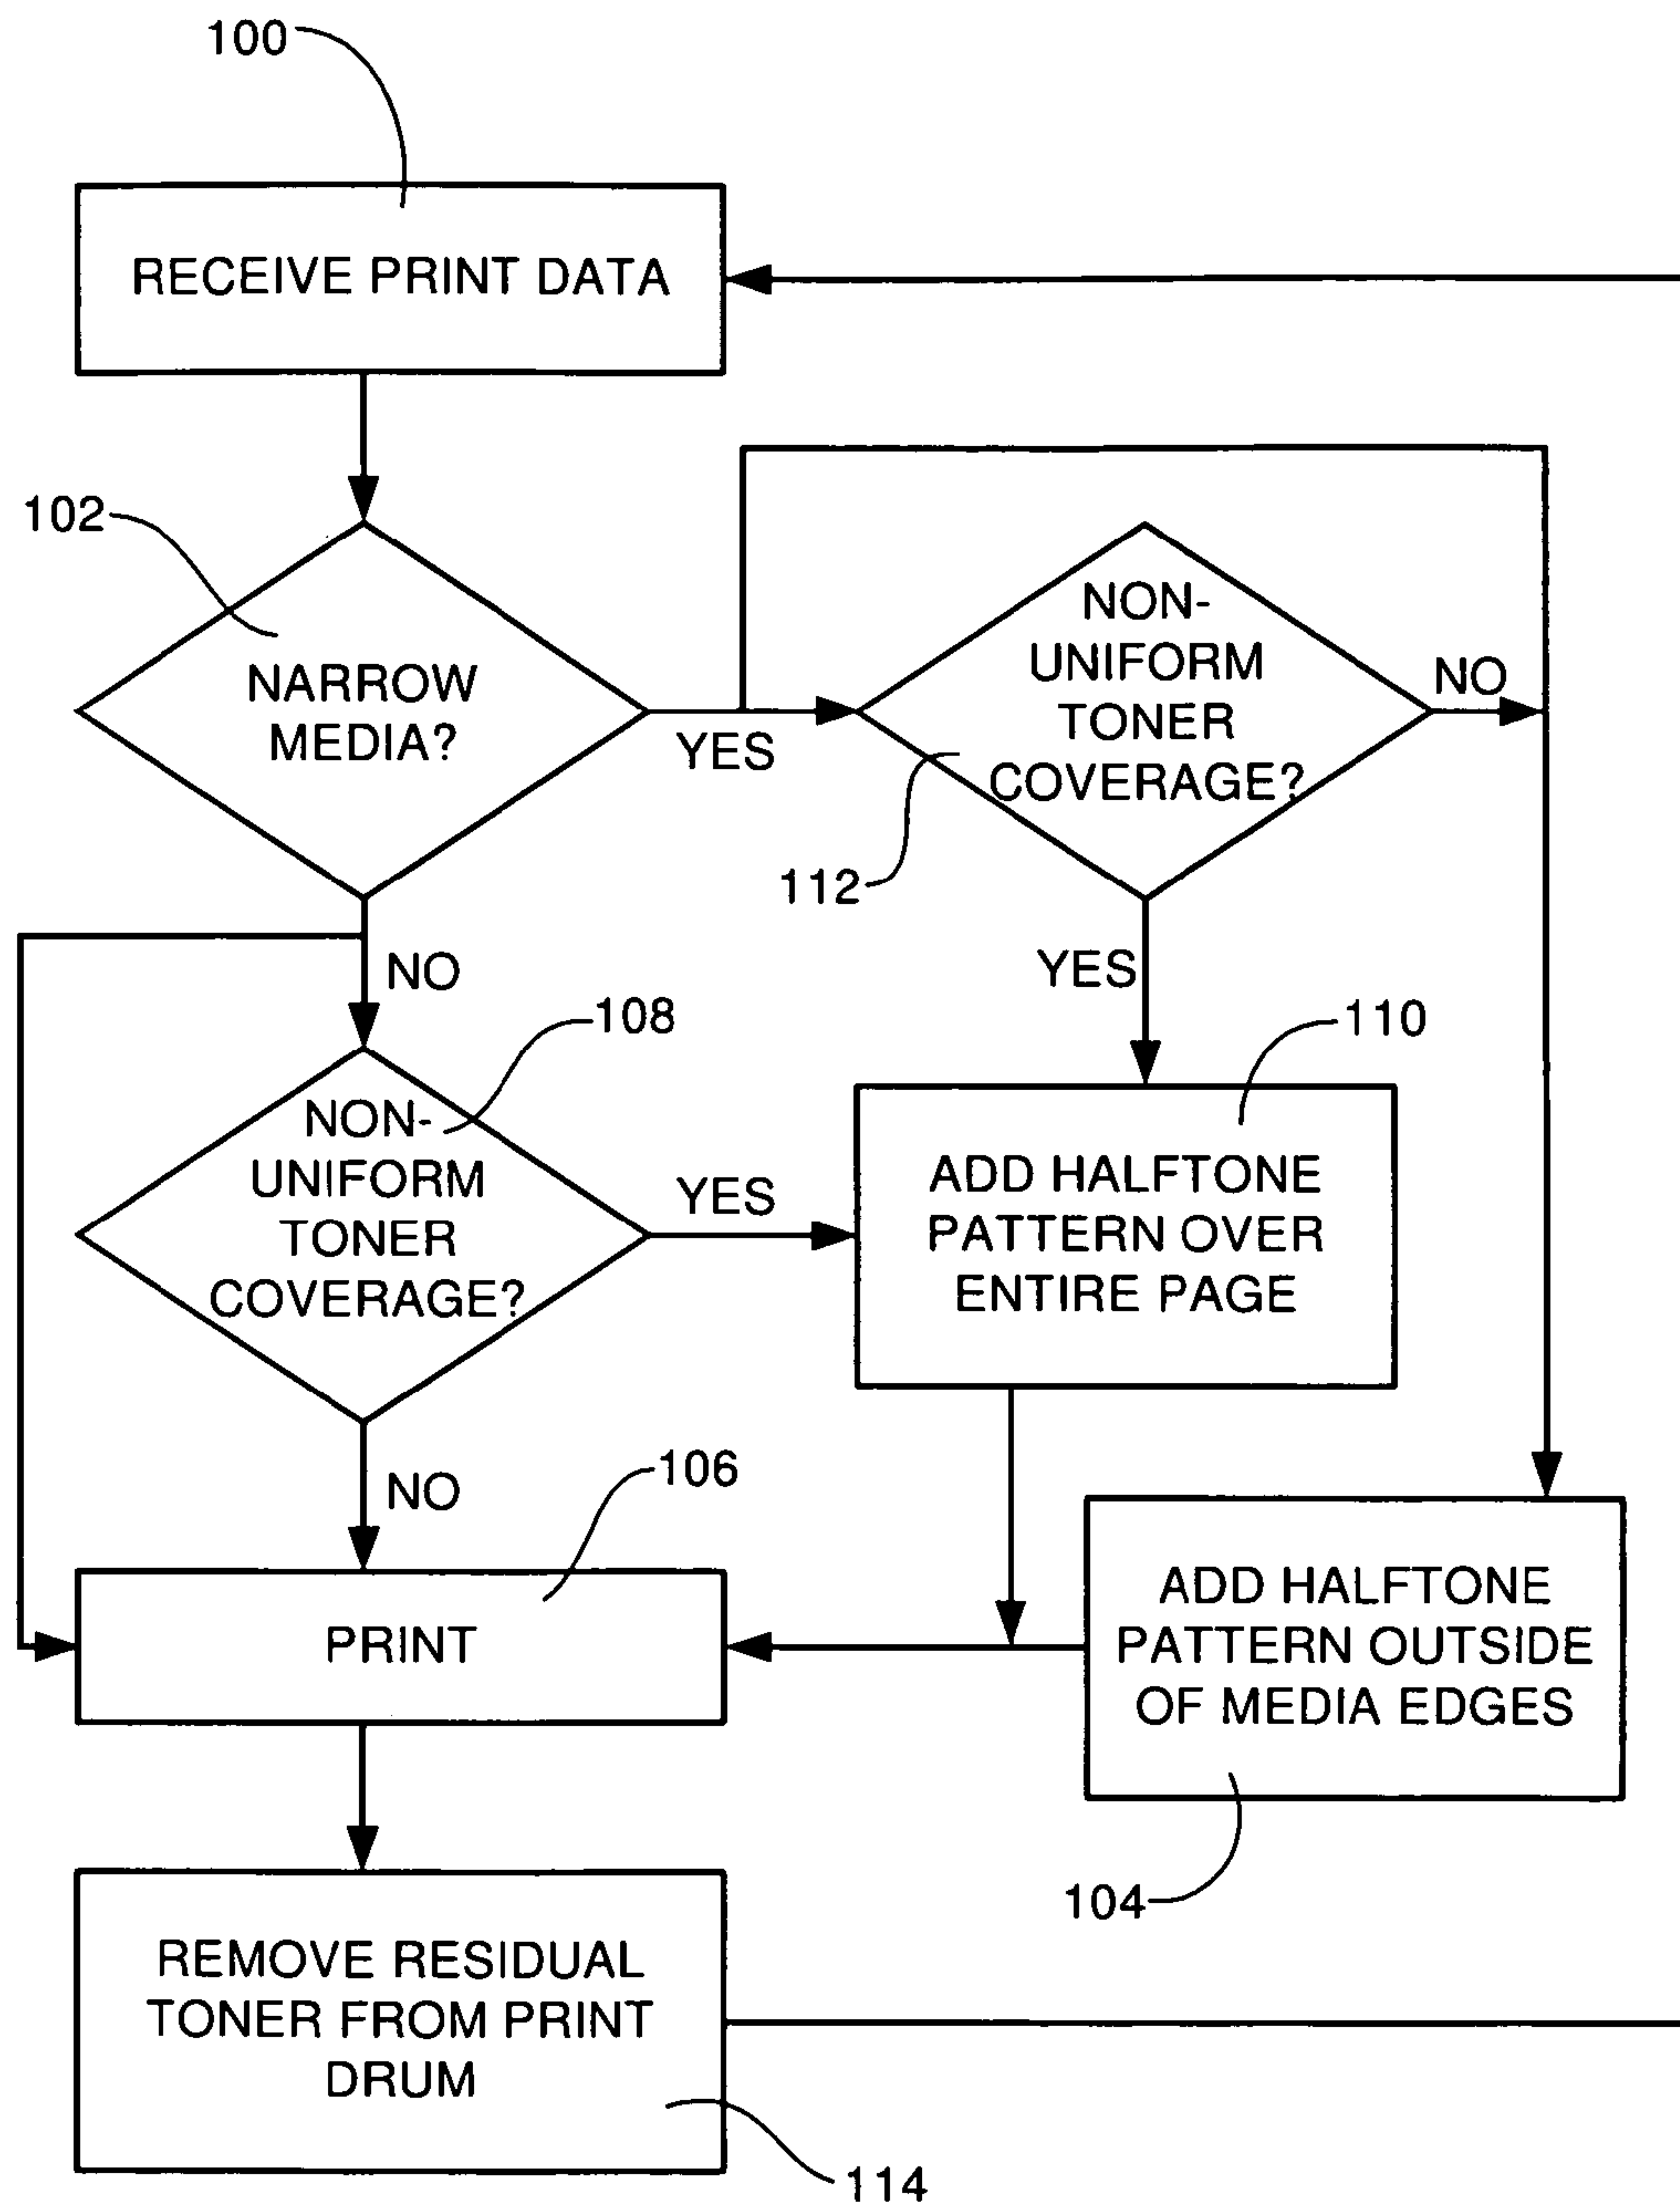 100
RECEIVE PRINT DATA
102
NARROW
MEDIA?
YES
NON-
UNIFORM
TONER
COVERAGE?
NO
112
YES
NO
108
NON-
UNIFORM
TONER
COVERAGE?
YES
110
ADD HALFTONE
PATTERN OVER
ENTIRE PAGE
NO
106
PRINT
ADD HALFTONE
PATTERN OUTSIDE
OF MEDIA EDGES
104
REMOVE RESIDUAL
TONER FROM PRINT
DRUM
114